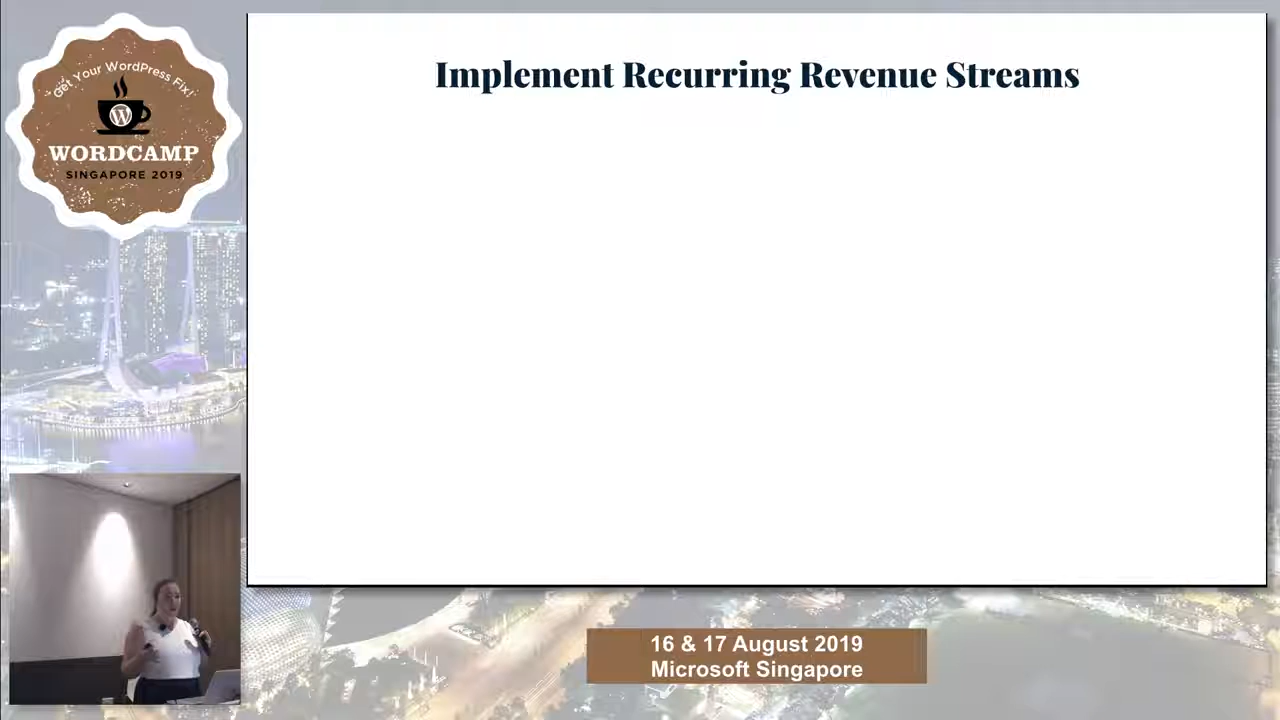 Get Your WordPress Fix!
WORDCAMP
SINGAPORE 2019
Implement Recurring Revenue Streams
16 & 17 August 2019
Microsoft Singapore